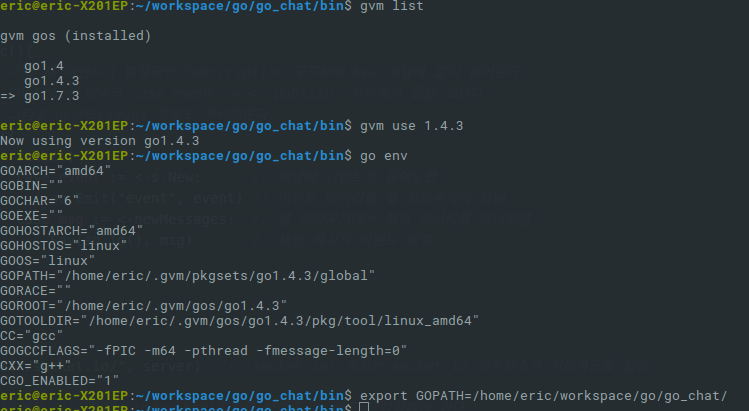 eric@eric-X201EP:~/workspace/go/go_chat/bin$ gvm list
gvm gos (installed)
go1.4
go1.4.3
=> go1.7.3
eric@eric-X201EP:~/workspace/go/go_chat/bin$ gvm use 1.4.3
Now using version go1.4.3
eric@eric-X201EP:~/workspace/go/go_chat/bin$ go env
GOARCH="amd64"
GOBIN=""
GOCHAR="6"
GOEXE=""
GOHOSTARCH="amd64"
GOHOSTOS="linux"
GOOS="linux"
GOPATH="/home/eric/.gvm/pkgsets/go1.4.3/global"
GORACE=""
GOROOT="/home/eric/.gvm/gos/go1.4.3"
GOTOOLDIR="/home/eric/.gvm/gos/go1.4.3/pkg/tool/linux_amd64"
CC="gcc"
GOGCCFLAGS="-fPIC -m64 -pthread -fmessage-length=0"
CXX="g++"
CGO_ENABLED="1"
eric@eric-X201EP:~/workspace/go/go_chat/bin$ export GOPATH=/home/eric/workspace/go/go_chat/
eric@eric-X201EP:~/workspace/go/go_chat/bin$